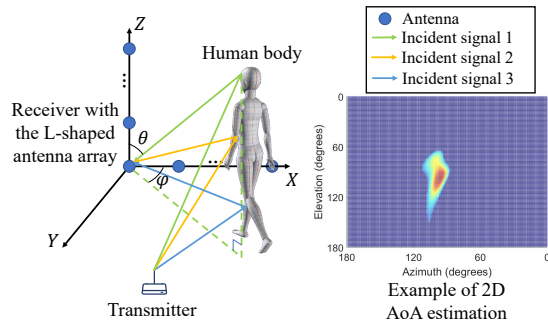 Z
Antenna
Incident signal 1
Incident signal 2
Incident signal 3
Human body
Receiver with
the L-shaped
antenna array
θ
...
...
φ
X
Y
Transmitter
0
60
120
180
Elevation (degrees)
180
120
60
0
Azimuth (degrees)
Example of 2D
AoA estimation